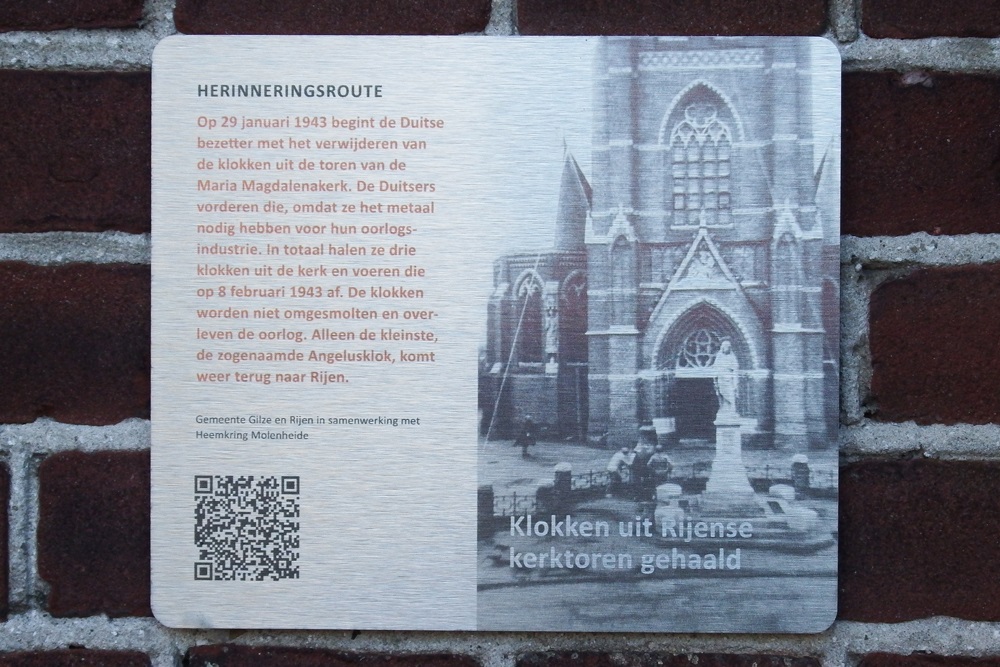 HERINNERINGSROUTE
Op 29 januari 1943 begint de Duitse
bezetter met het verwijderen van
de klokken uit de toren van de
Maria Magdalenakerk. De Duitsers
vorderen die, omdat ze het metaal
nodig hebben voor hun oorlogs-
industrie. In totaal halen ze drie
klokken uit de kerk en voeren die
op 8 februari 1943 af. De klokken
worden niet omgesmolten en over-
leven de oorlog. Alleen de kleinste,
de zogenaamde Angelusklok, komt
weer terug naar Rijen.
Gemeente Gilze en Rijen in samenwerking met
Heemkring Molenheide
Klokken uit Rijense
kerktoren gehaald